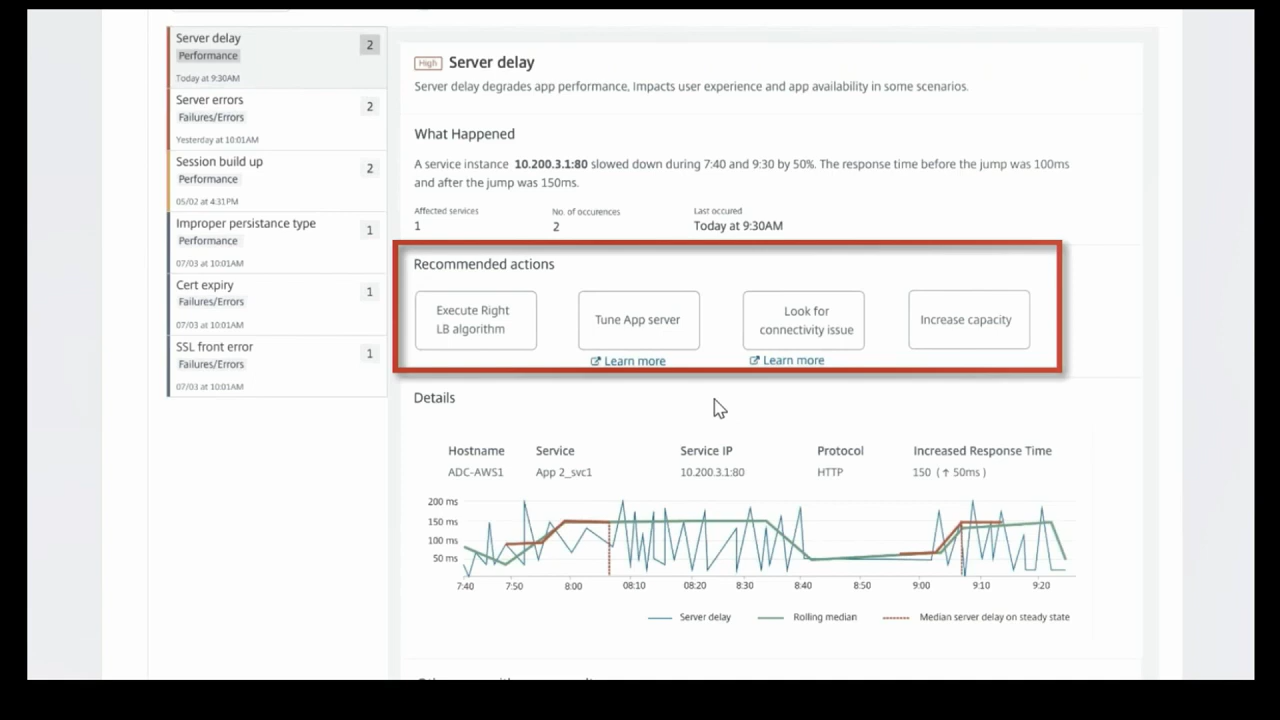 Server delay
2
Performance
Today at 9:30AM
Server errors
2
Failures/Errors
Yesterday at 10:01AM
Session build up
2
Performance
05/02 at 4:31PM
Improper persistance type
1
Performance
07/03 at 10:01AM
Cert expiry
1
Failures/Errors
07/03 at 10:01AM
SSL front error
1
Failures/Errors
07/03 at 10:01AM
High Server delay
Server delay degrades app performance, Impacts user experience and app availability in some scenarios.
What Happened
A service instance 10.200.3.1:80 slowed down during 7:40 and 9:30 by 50%. The response time before the jump was 100ms
and after the jump was 150ms.
Affected services No. of occurences Last occured
1 2 Today at 9:30AM
Recommended actions
Execute Right
LB algorithm
Tune App server
Learn more
Look for
connectivity issue
Learn more
Increase capacity
Details
Hostname Service Service IP Protocol Increased Response Time
ADC-AWS1 App 2_svc1 10.200.3.1:80 HTTP 150 (↑ 50ms )
200 ms
150 ms
100 ms
50 ms
7:40 7:50 8:00 08:10 08:20 8:30 8:40 8:50 9:00 9:10 9:20
Server delay Rolling median Median server delay on steady state